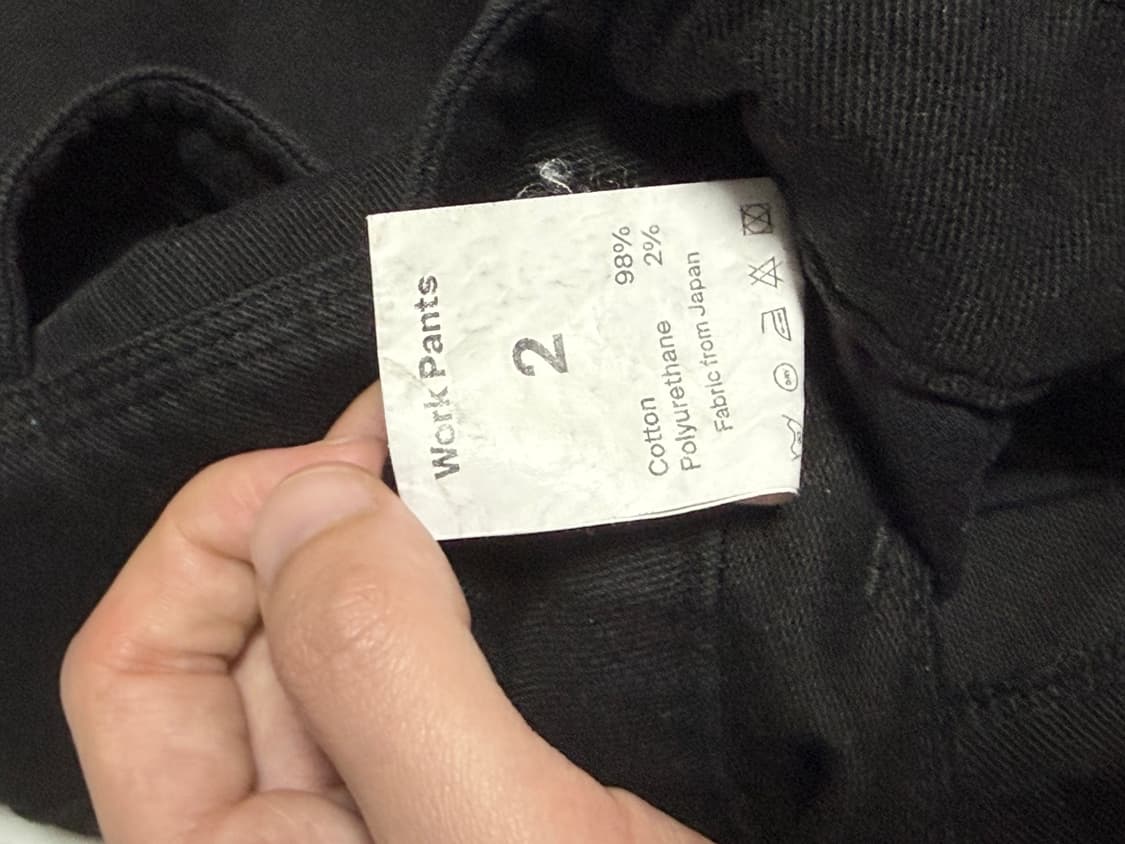 Work Pants
2
Cotton 98%
Polyurethane 2%
Fabric from Japan